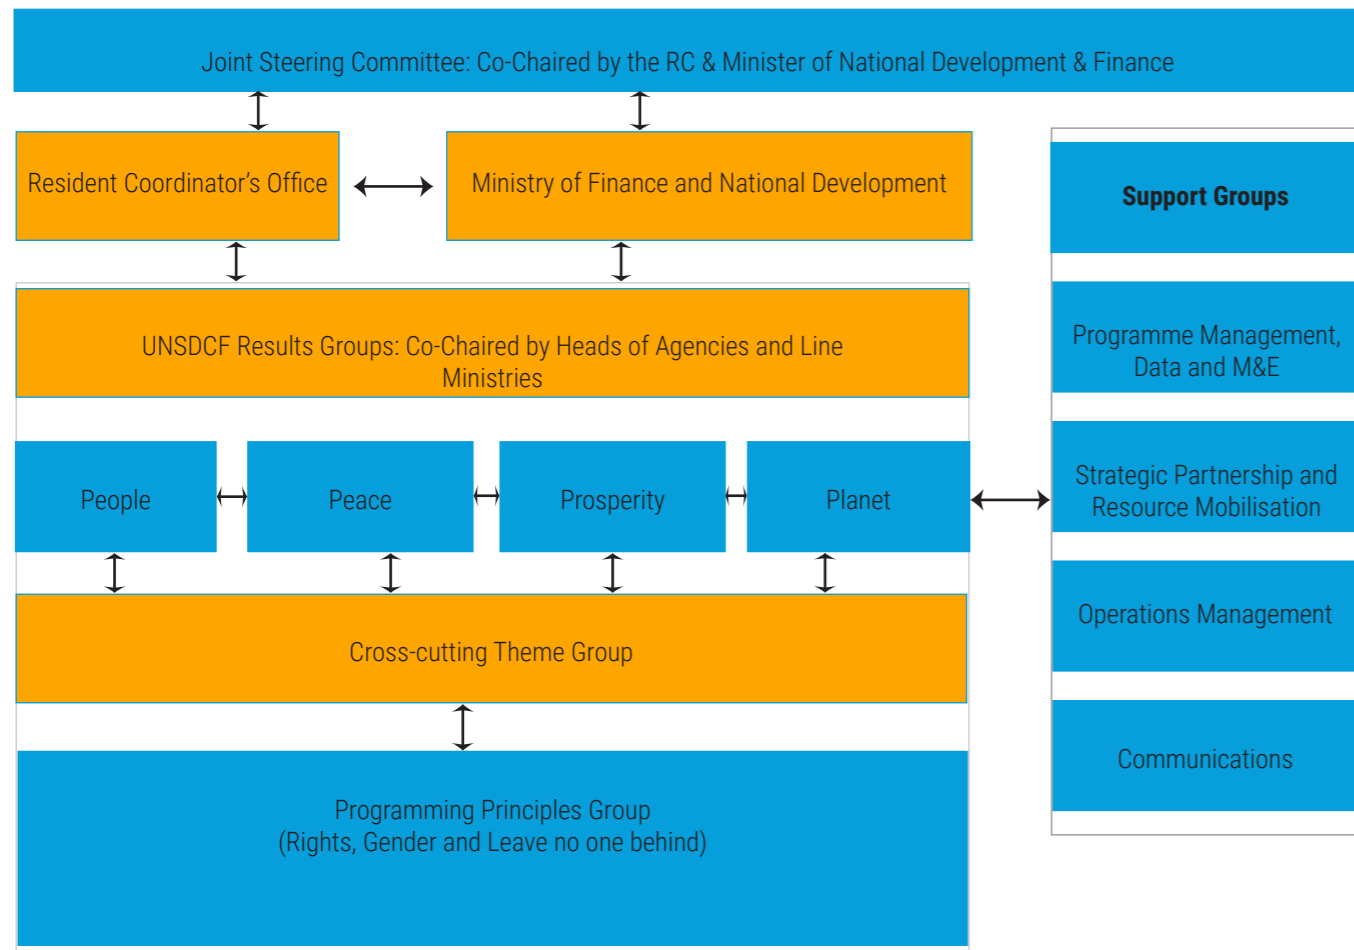 Joint Steering Committee: Co-Chaired by the RC & Minister of National Development & Finance
Resident Coordinator's Office
Ministry of Finance and National Development
Support Groups
UNSDCF Results Groups: Co-Chaired by Heads of Agencies and Line
Ministries
Programme Management,
Data and M&E
People
Peace
Prosperity
Planet
Strategic Partnership and
Resource Mobilisation
Operations Management
Cross-cutting Theme Group
Communications
Programming Principles Group
(Rights, Gender and Leave no one behind)